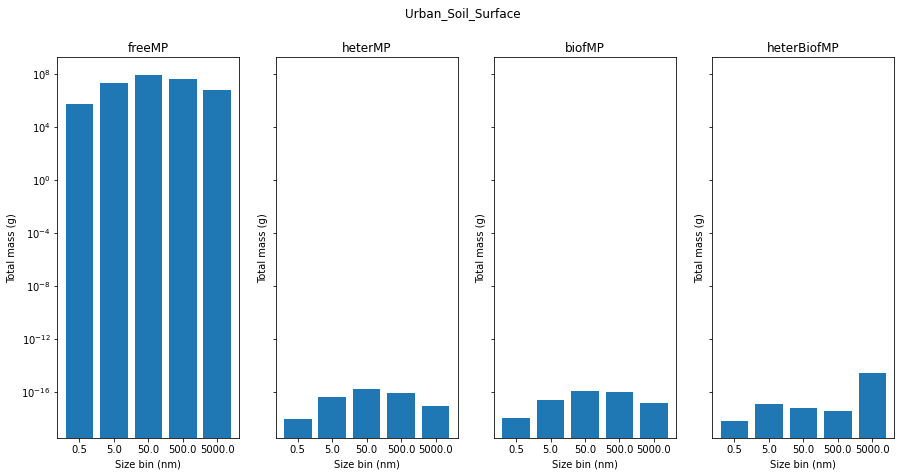 Urban_Soil_Surface
freeMP
heterMP
biofMP
heterBiofMP
Total mass (g)
10^8
10^4
10^0
10^-4
10^-8
10^-12
10^-16
0.5 5.0 50.0 500.0 5000.0
Size bin (nm)
Total mass (g)
0.5 5.0 50.0 500.0 5000.0
Size bin (nm)
Total mass (g)
0.5 5.0 50.0 500.0 5000.0
Size bin (nm)
Total mass (g)
0.5 5.0 50.0 500.0 5000.0
Size bin (nm)